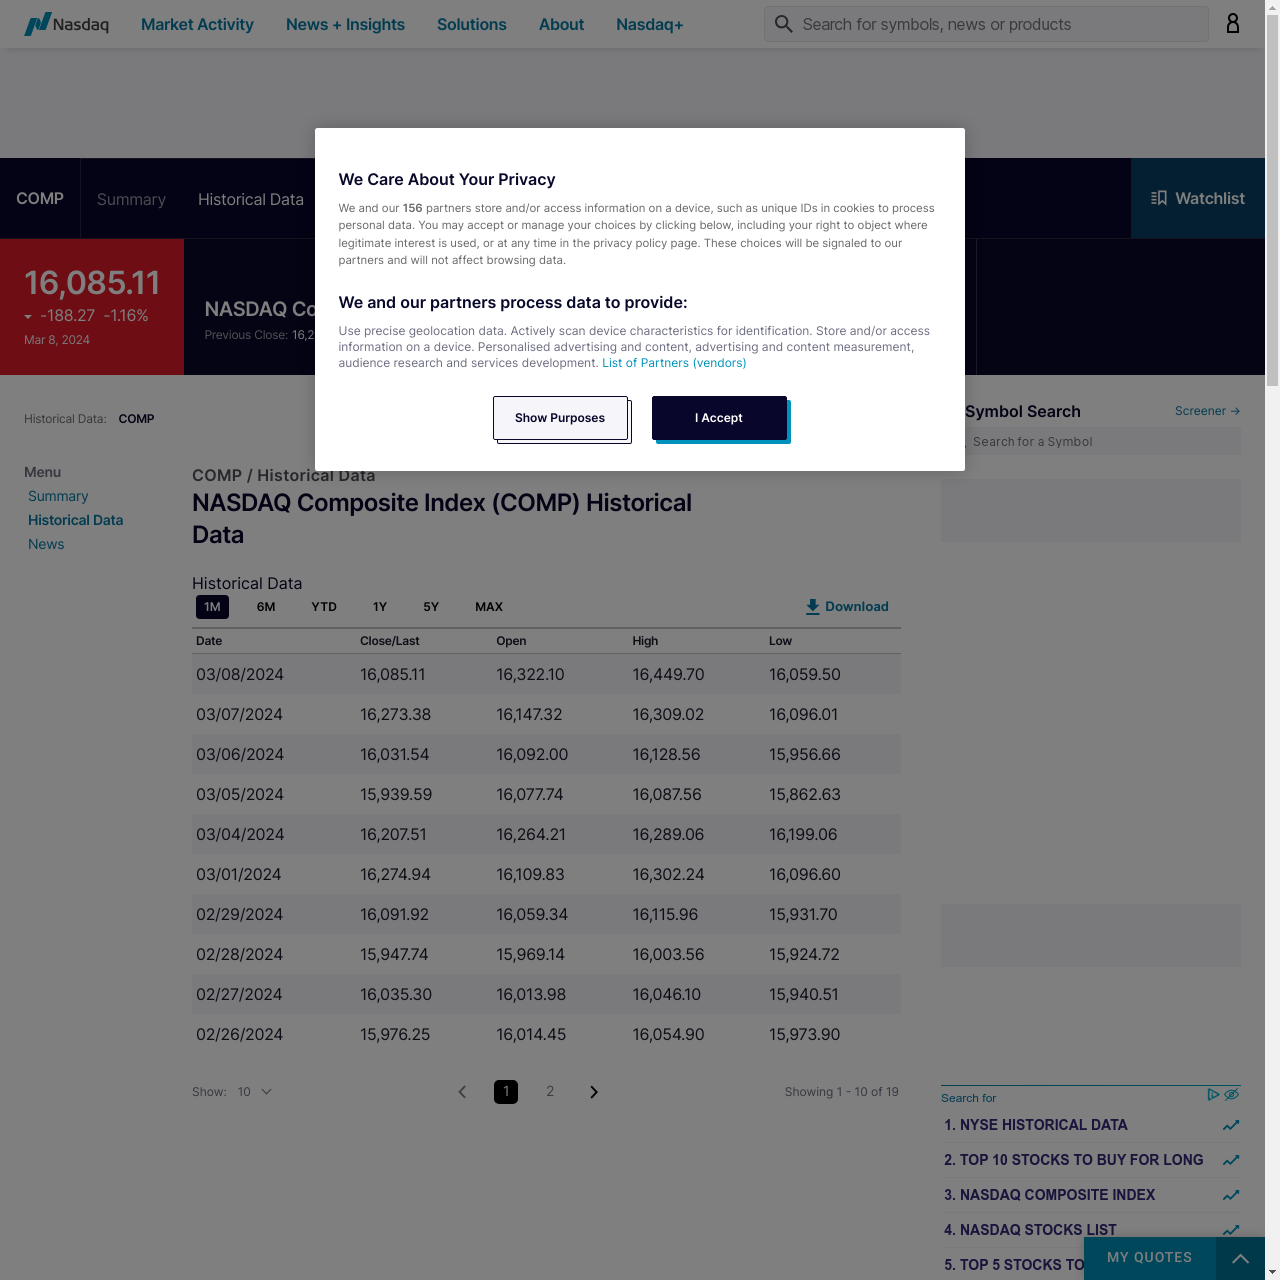 Nasdaq Market Activity News + Insights Solutions About Nasdaq+ Search for symbols, news or products
COMP Summary Historical Data Watchlist
16,085.11
-188.27 -1.16%
Mar 8, 2024
NASDAQ Co
Previous Close: 16,2
We Care About Your Privacy
We and our 156 partners store and/or access information on a device, such as unique IDs in cookies to process
personal data. You may accept or manage your choices by clicking below, including your right to object where
legitimate interest is used, or at any time in the privacy policy page. These choices will be signaled to our
partners and will not affect browsing data.
We and our partners process data to provide:
Use precise geolocation data. Actively scan device characteristics for identification. Store and/or access
information on a device. Personalised advertising and content, advertising and content measurement,
audience research and services development. List of Partners (vendors)
Show Purposes I Accept
Historical Data: COMP
Menu
Summary
Historical Data
News
COMP / Historical Data
NASDAQ Composite Index (COMP) Historical
Data
Historical Data
1M 6M YTD 1Y 5Y MAX Download
Date Close/Last Open High Low
03/08/2024 16,085.11 16,322.10 16,449.70 16,059.50
03/07/2024 16,273.38 16,147.32 16,309.02 16,096.01
03/06/2024 16,031.54 16,092.00 16,128.56 15,956.66
03/05/2024 15,939.59 16,077.74 16,087.56 15,862.63
03/04/2024 16,207.51 16,264.21 16,289.06 16,199.06
03/01/2024 16,274.94 16,109.83 16,302.24 16,096.60
02/29/2024 16,091.92 16,059.34 16,115.96 15,931.70
02/28/2024 15,947.74 15,969.14 16,003.56 15,924.72
02/27/2024 16,035.30 16,013.98 16,046.10 15,940.51
02/26/2024 15,976.25 16,014.45 16,054.90 15,973.90
Show: 10 1 2 Showing 1 - 10 of 19
Symbol Search Screener →
Search for a Symbol
Search for
1. NYSE HISTORICAL DATA
2. TOP 10 STOCKS TO BUY FOR LONG
3. NASDAQ COMPOSITE INDEX
4. NASDAQ STOCKS LIST
5. TOP 5 STOCKS TO
MY QUOTES